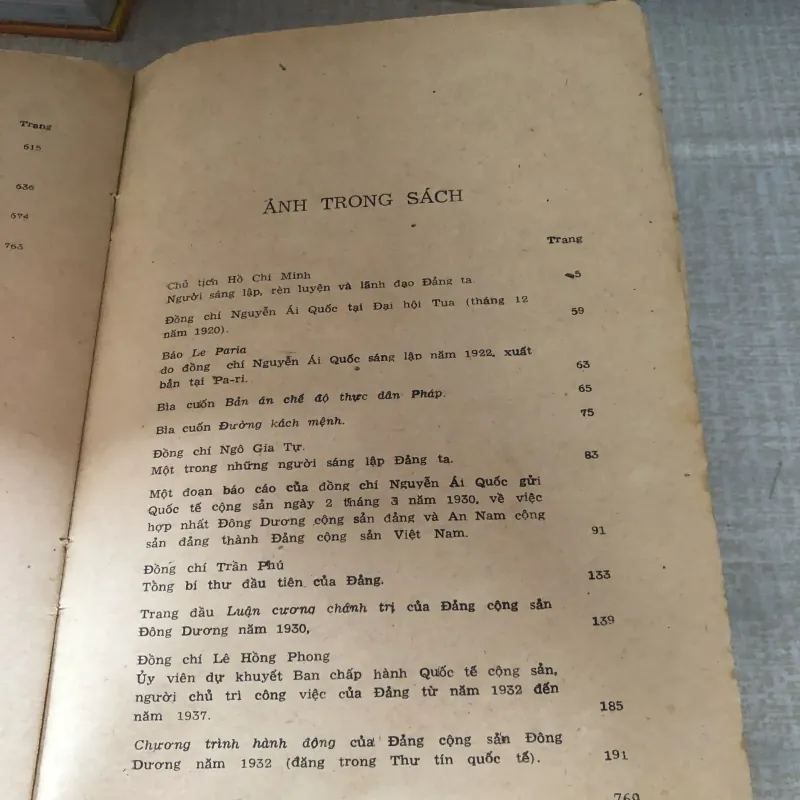 Trang
615
636
674
763
ẢNH TRONG SÁCH
Trang
Chủ tịch Hồ Chí Minh
Người sáng lập, rèn luyện và lãnh đạo Đảng ta. 5
Đồng chí Nguyễn Ái Quốc tại Đại hội Tua (tháng 12
năm 1920). 59
Báo Le Paria
do đồng chí Nguyễn Ái Quốc sáng lập năm 1922, xuất
bản tại Pa-ri. 63
Bìa cuốn Bản án chế độ thực dân Pháp. 65
Bìa cuốn Đường kách mệnh. 75
Đồng chí Ngô Gia Tự.
Một trong những người sáng lập Đảng ta. 83
Một đoạn báo cáo của đồng chí Nguyễn Ái Quốc gửi
Quốc tế cộng sản ngày 2 tháng 3 năm 1930, về việc
hợp nhất Đông Dương cộng sản đảng và An Nam cộng
sản đảng thành Đảng cộng sản Việt Nam. 91
Đồng chí Trần Phú
Tổng bí thư đầu tiên của Đảng. 133
Trang đầu Luận cương chánh trị của Đảng cộng sản
Đông Dương năm 1930, 139
Đồng chí Lê Hồng Phong
Ủy viên dự khuyết Ban chấp hành Quốc tế cộng sản,
người chủ trì công việc của Đảng từ năm 1932 đến
năm 1937. 185
Chương trình hành động của Đảng cộng sản Đông
Dương năm 1932 (đăng trong Thư tín quốc tế). 191
769